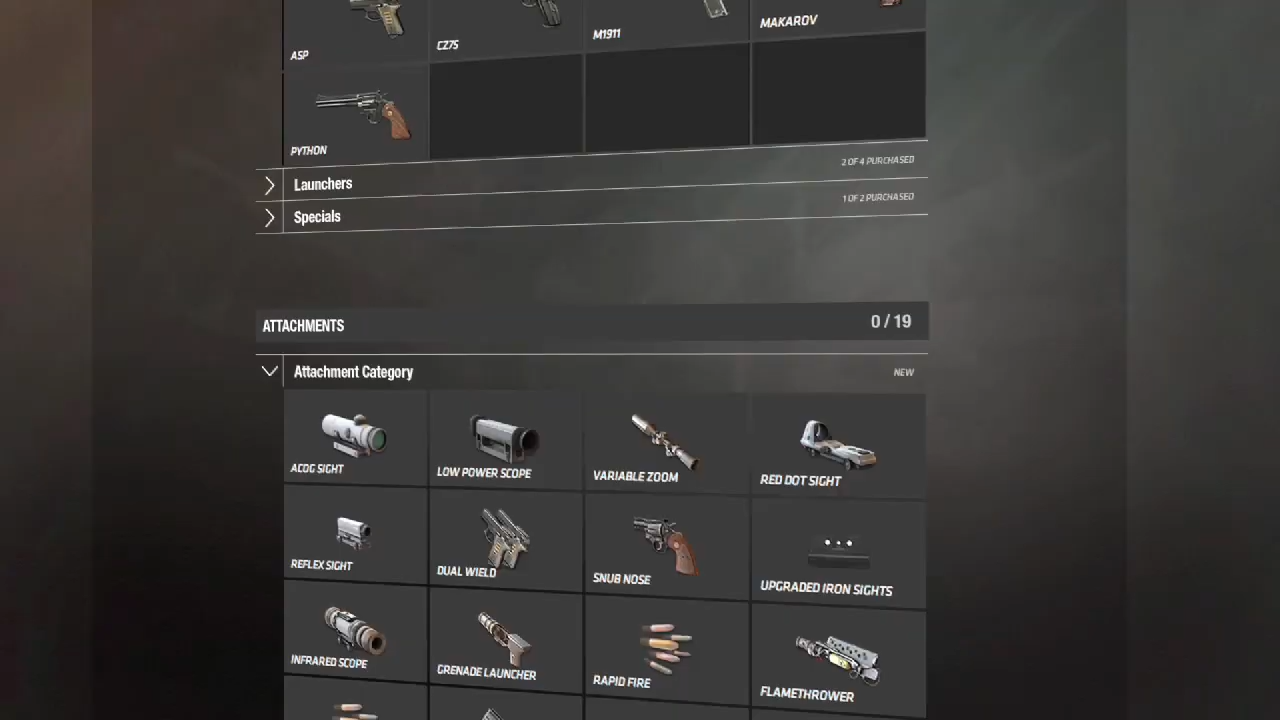 ASP
CZ75
M1911
MAKAROV
PYTHON
2 OF 4 PURCHASED
Launchers
1 OF 2 PURCHASED
Specials
ATTACHMENTS
0 / 19
Attachment Category
NEW
ACOG SIGHT
LOW POWER SCOPE
VARIABLE ZOOM
RED DOT SIGHT
REFLEX SIGHT
DUAL WIELD
SNUB NOSE
UPGRADED IRON SIGHTS
INFRARED SCOPE
GRENADE LAUNCHER
RAPID FIRE
FLAMETHROWER